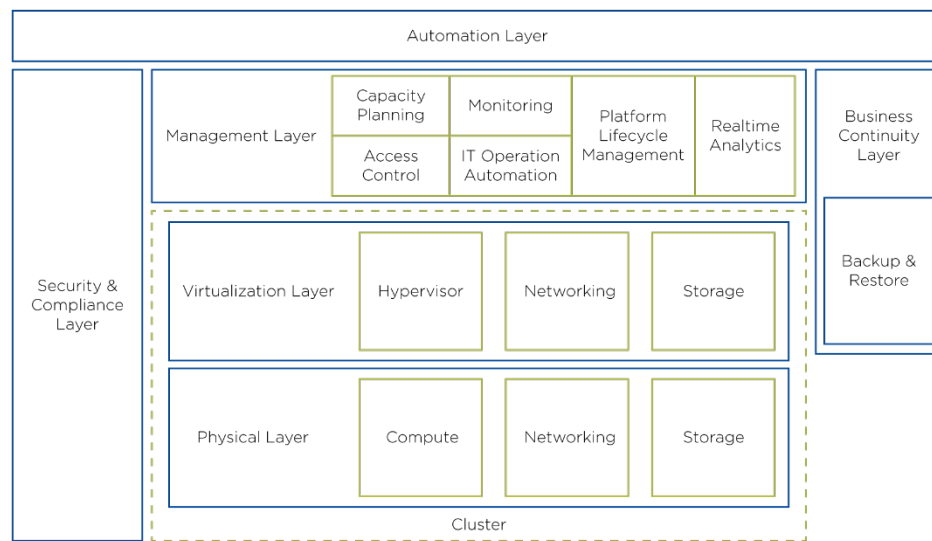 Automation Layer
Management Layer
Capacity
Planning
Monitoring
Access
Control
IT Operation
Automation
Platform
Lifecycle
Management
Realtime
Analytics
Business
Continuity
Layer
Backup &
Restore
Security &
Compliance
Layer
Virtualization Layer
Hypervisor
Networking
Storage
Physical Layer
Compute
Networking
Storage
Cluster